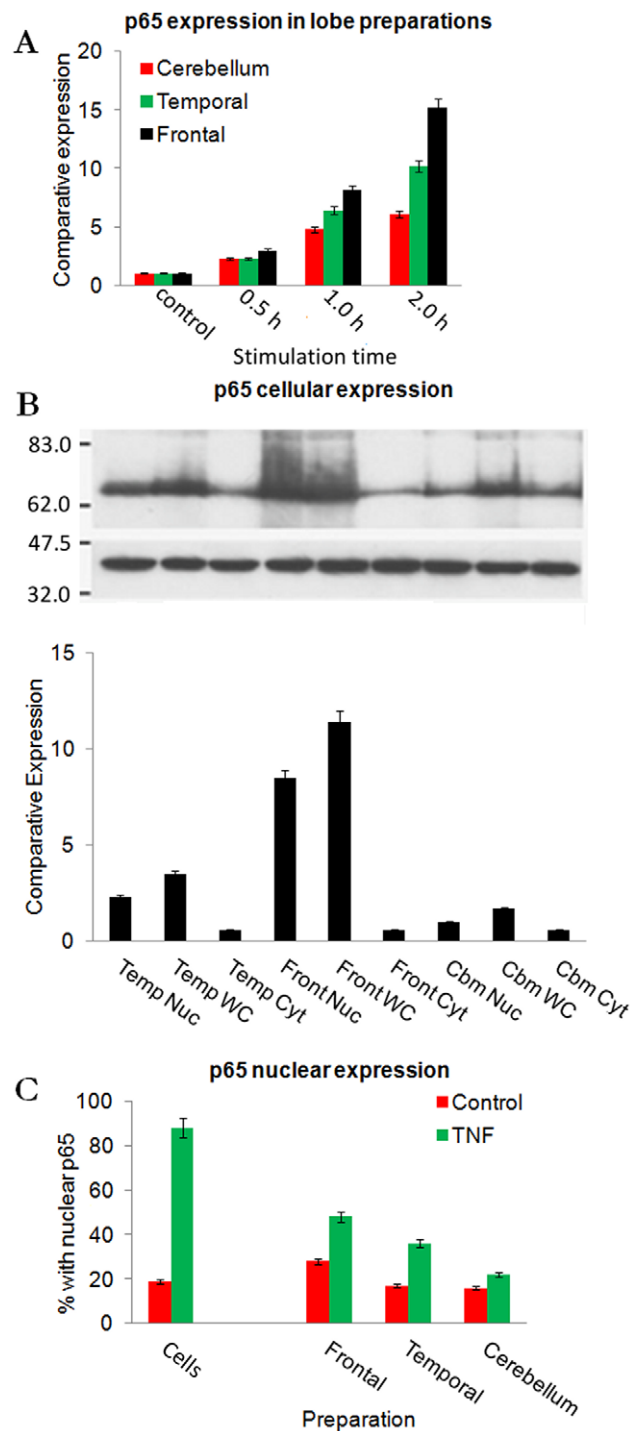 A
p65 expression in lobe preparations
Comparative expression
20
15
10
5
0
Cerebellum
Temporal
Frontal
control
0.5 h
1.0 h
2.0 h
Stimulation time
B
p65 cellular expression
83.0
62.0
47.5
32.0
Comparative Expression
15
10
5
0
Temp Nuc
Temp WC
Temp Cyt
Front Nuc
Front WC
Front Cyt
Cbm Nuc
Cbm WC
Cbm Cyt
C
p65 nuclear expression
% with nuclear p65
100
80
60
40
20
0
Control
TNF
Cells
Frontal
Temporal
Cerebellum
Preparation